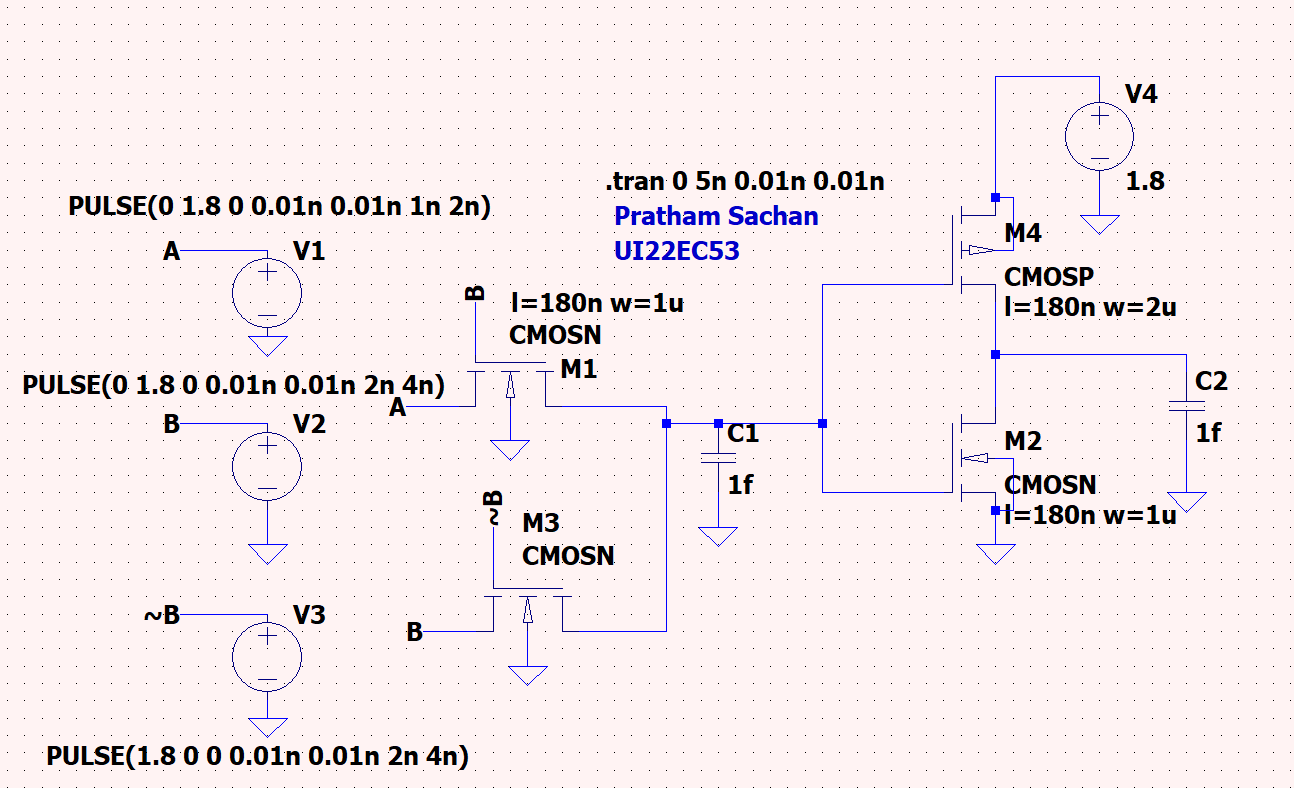 V4
1.8
.tran 0 5n 0.01n 0.01n
Pratham Sachan
UI22EC53
PULSE(0 1.8 0 0.01n 0.01n 1n 2n)
A
V1
M4
CMOSP
l=180n w=2u
B
l=180n w=1u
CMOSN
M1
PULSE(0 1.8 0 0.01n 0.01n 2n 4n)
A
B
V2
C1
1f
C2
1f
M2
CMOSN
l=180n w=1u
~B
M3
CMOSN
~B
V3
B
PULSE(1.8 0 0 0.01n 0.01n 2n 4n)